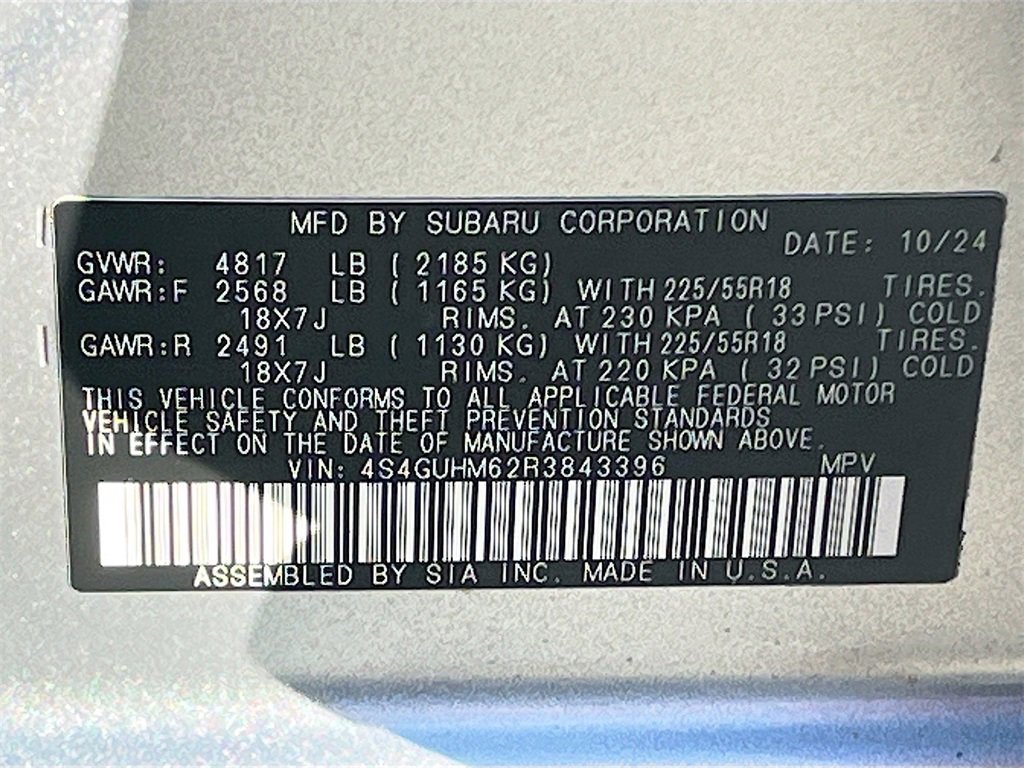 MFD BY SUBARU CORPORATION
DATE: 10/24
GVWR: 4817 LB ( 2185 KG)
GAWR:F 2568 LB ( 1165 KG) WITH 225/55R18 TIRES.
18X7J RIMS. AT 230 KPA ( 33 PSI) COLD
GAWR:R 2491 LB ( 1130 KG) WITH 225/55R18 TIRES.
18X7J RIMS. AT 220 KPA ( 32 PSI) COLD
THIS VEHICLE CONFORMS TO ALL APPLICABLE FEDERAL MOTOR
VEHICLE SAFETY AND THEFT PREVENTION STANDARDS
IN EFFECT ON THE DATE OF MANUFACTURE SHOWN ABOVE.
VIN: 4S4GUHM62R3843396 MPV
ASSEMBLED BY SIA INC. MADE IN U.S.A.